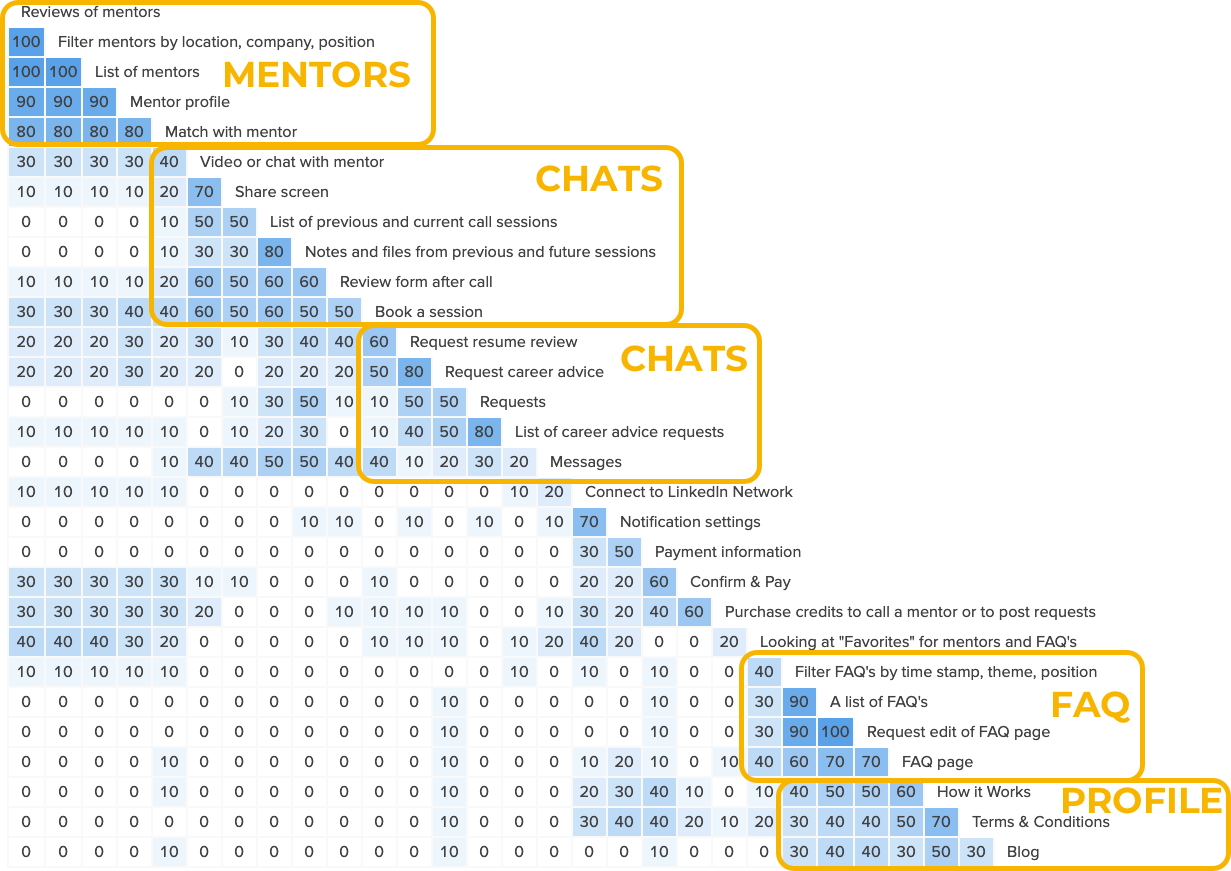 Reviews of mentors
100 Filter mentors by location, company, position
100 100 List of mentors MENTORS
90 90 90 Mentor profile
80 80 80 80 Match with mentor
30 30 30 30 40 Video or chat with mentor
CHATS
10 10 10 10 20 70 Share screen
0 0 0 0 10 50 50 List of previous and current call sessions
0 0 0 0 10 30 30 80 Notes and files from previous and future sessions
10 10 10 10 20 60 50 60 60 Review form after call
30 30 30 40 40 60 50 60 50 50 Book a session
20 20 20 30 20 30 10 30 40 40 60 Request resume review
CHATS
20 20 20 30 20 20 0 20 20 20 50 80 Request career advice
0 0 0 0 0 0 10 30 50 10 10 50 50 Requests
10 10 10 10 10 0 10 20 30 0 10 40 50 80 List of career advice requests
0 0 0 0 10 40 40 50 50 40 40 10 20 30 20 Messages
10 10 10 10 10 0 0 0 0 0 0 0 0 0 10 20 Connect to LinkedIn Network
0 0 0 0 0 0 0 0 10 10 0 10 0 10 0 10 70 Notification settings
0 0 0 0 0 0 0 0 0 0 0 0 0 0 0 0 30 50 Payment information
30 30 30 30 30 10 10 0 0 0 10 0 0 0 0 0 20 20 60 Confirm & Pay
30 30 30 30 30 20 0 0 0 10 10 10 10 0 0 10 30 20 40 60 Purchase credits to call a mentor or to post requests
40 40 40 30 20 0 0 0 0 0 10 10 10 0 10 20 40 20 0 0 20 Looking at "Favorites" for mentors and FAQ's
10 10 10 10 10 0 0 0 0 0 0 0 0 0 10 0 10 0 10 0 0 40 Filter FAQ's by time stamp, theme, position
0 0 0 0 0 0 0 0 0 0 0 0 10 0 0 0 0 0 10 0 0 30 90 A list of FAQ's FAQ
0 0 0 0 0 0 0 0 0 0 0 0 10 0 0 0 0 0 10 0 0 30 90 100 Request edit of FAQ page
0 0 0 0 10 0 0 0 0 0 0 0 10 0 0 0 10 20 10 0 10 40 60 70 70 FAQ page
0 0 0 0 10 0 0 0 0 0 0 0 10 0 0 0 20 30 40 10 0 10 40 50 50 60 How it Works PROFILE
0 0 0 0 0 0 0 0 0 0 0 0 10 0 0 0 30 40 40 20 10 20 30 40 40 50 70 Terms & Conditions
0 0 0 0 10 0 0 0 0 0 0 0 10 0 0 0 0 0 10 0 0 0 30 40 40 30 50 30 Blog